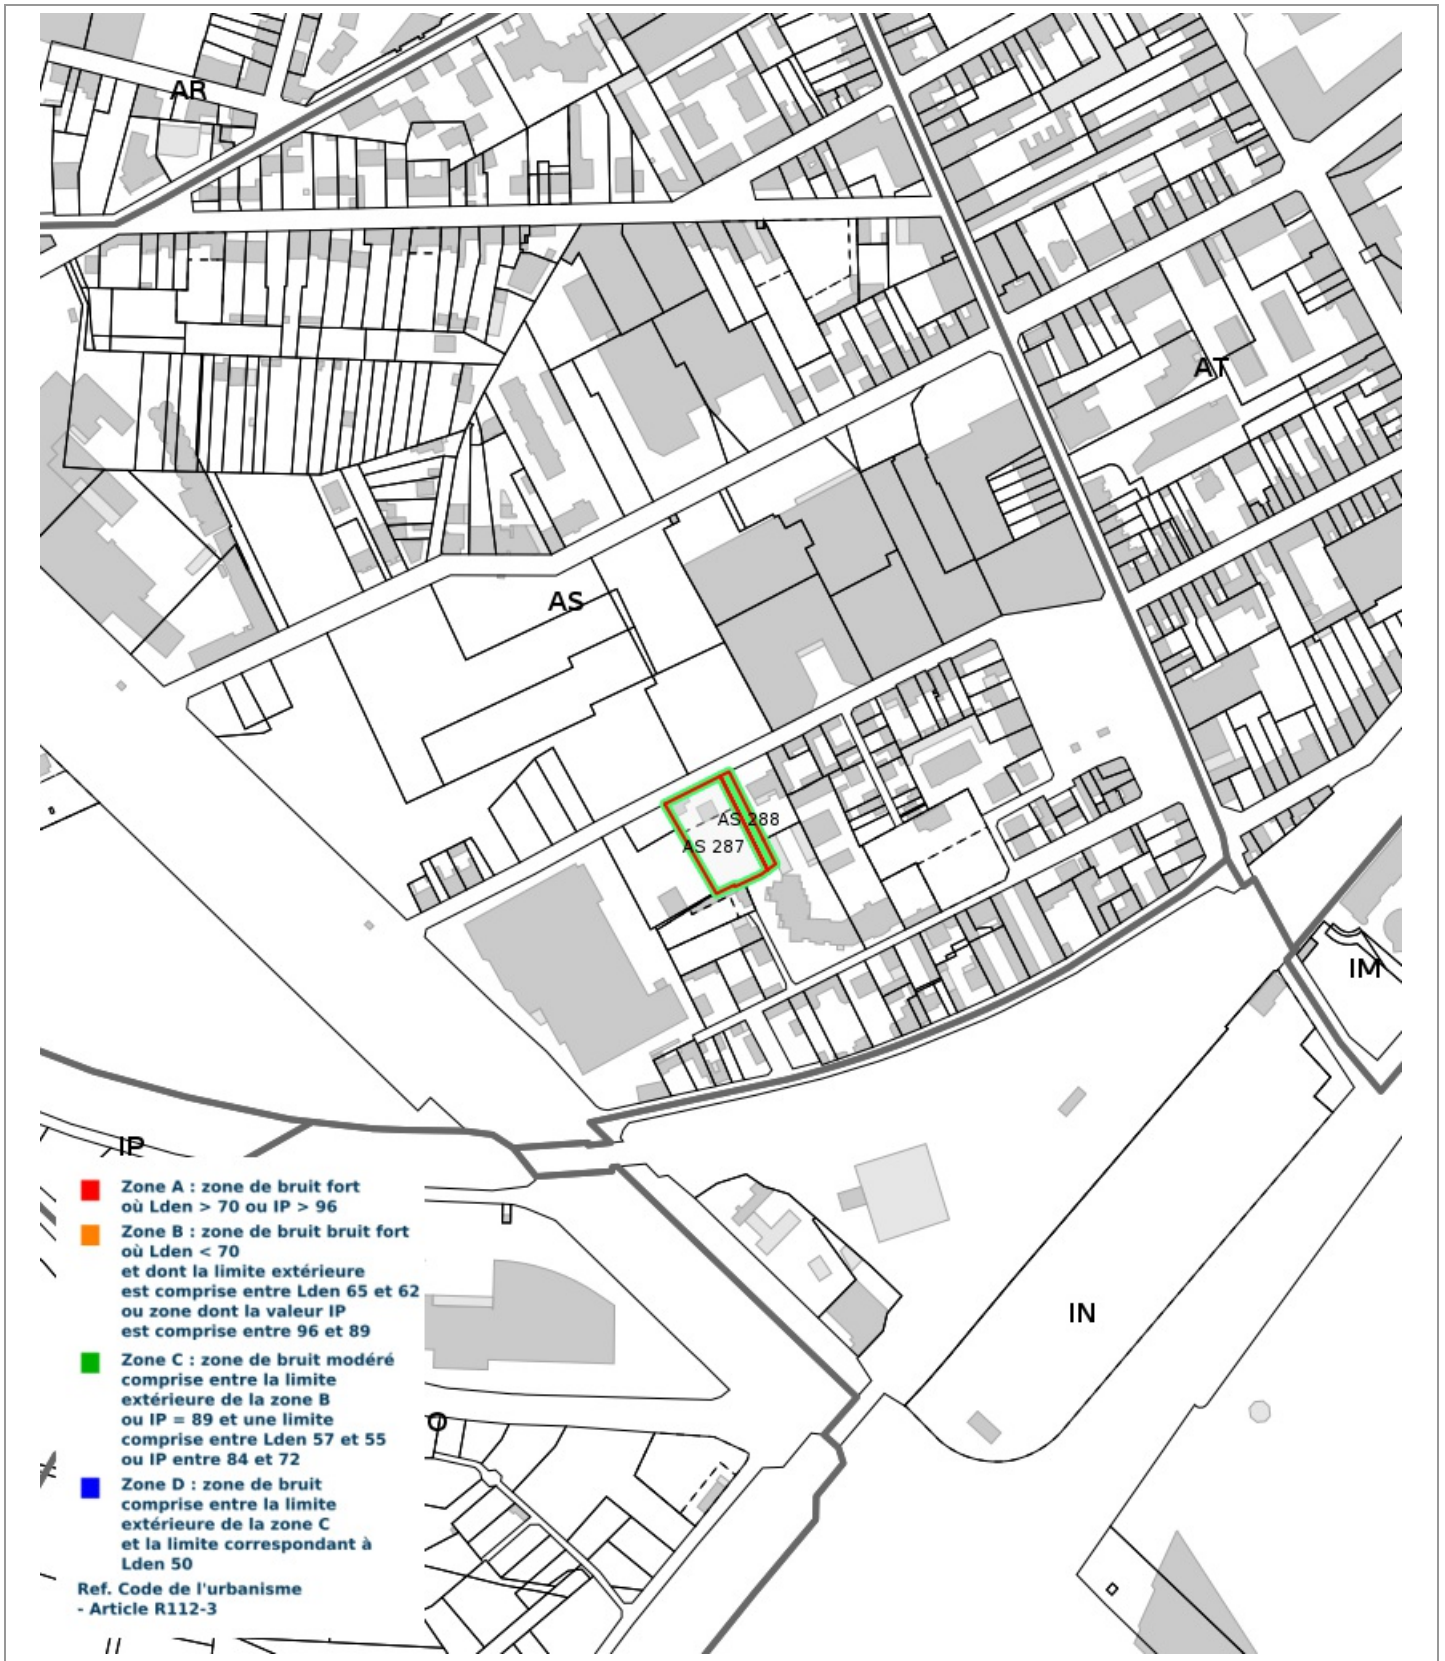 AR
AT
AS
AS 288
AS 287
IM
IP
Zone A : zone de bruit fort
où Lden > 70 ou IP > 96
Zone B : zone de bruit bruit fort
où Lden < 70
et dont la limite extérieure
est comprise entre Lden 65 et 62
ou zone dont la valeur IP
est comprise entre 96 et 89
Zone C : zone de bruit modéré
comprise entre la limite
extérieure de la zone B
ou IP = 89 et une limite
comprise entre Lden 57 et 55
ou IP entre 84 et 72
Zone D : zone de bruit
comprise entre la limite
extérieure de la zone C
et la limite correspondant à
Lden 50
Ref. Code de l'urbanisme
- Article R112-3
IN
O